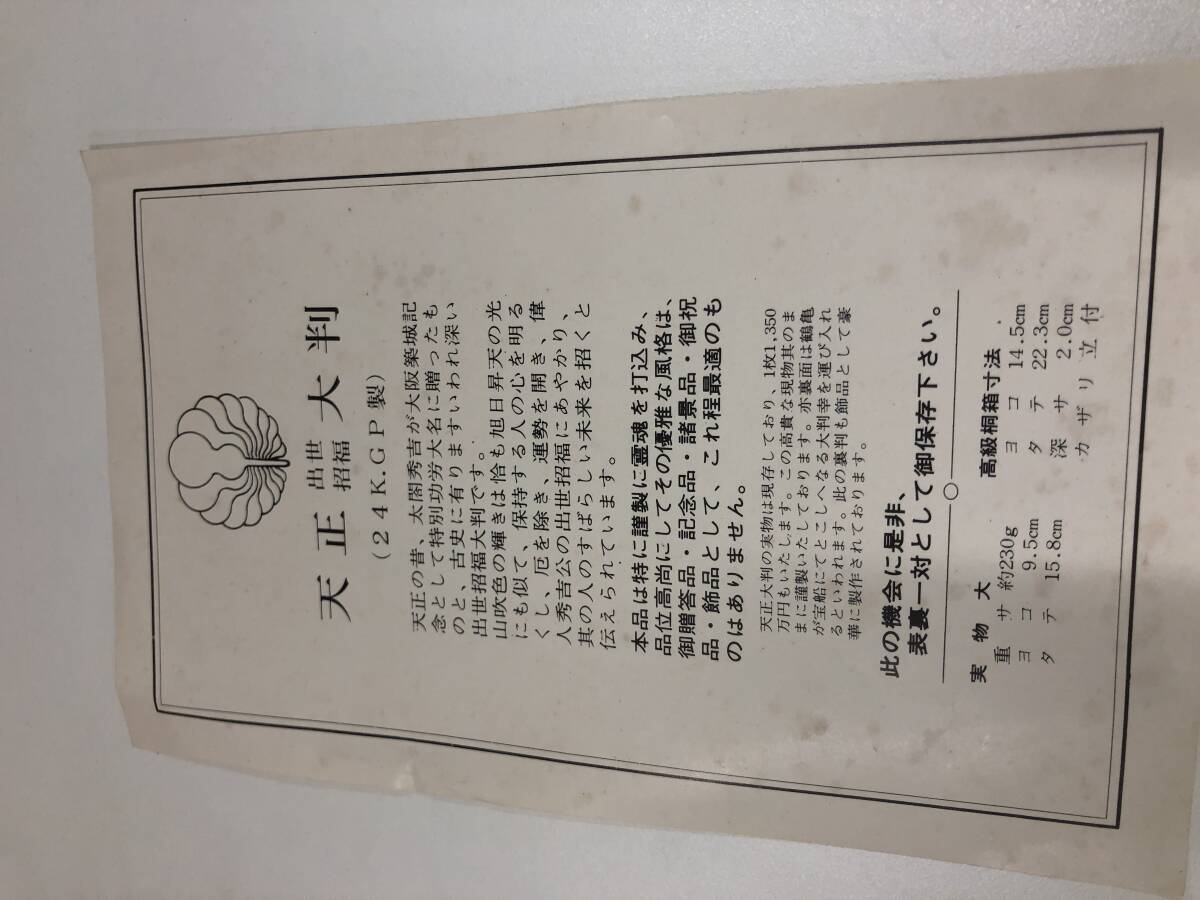 天正 出世招福 大判
(24K.GP製)
天正の昔、太閤秀吉が大阪築城記
念として特別功労大名に贈ったも
のと、古史に有りますいわれ深い
出世招福大判です。
山吹色の輝きは恰も旭日昇天の光
にも似て、保持する人の心を明る
くし、厄を除き、運勢を開き、偉
人秀吉公の出世招福にあやかり、
其の人のすばらしい未来を招くと
伝えられています。
本品は特に謹製に霊魂を打込み、
品位高尚にしてその優雅な風格は、
御贈答品・記念品・諸景品・御祝
品・飾品として、これ程最適のも
のはありません。
天正大判の実物は現存しており、1枚1,350
万円もいたします。この高貴な現物其のま
まに謹製いたしております。亦裏面は鶴亀
が宝船にてとこしへなる大判幸を運び入れ
るといわれます。此の裏判も飾品として豪
華に製作されております。
此の機会に是非、
表裏一対として御保存下さい。
実物大
重サ 約230g
ヨコ 9.5cm
タテ 15.8cm
高級桐箱寸法
ヨコ 14.5cm
タテ 22.3cm
深サ 2.0cm
カザリ立付